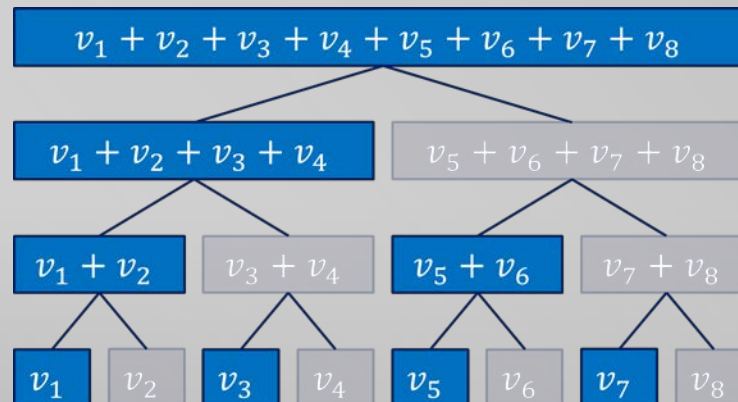 v₁ + v₂ + v₃ + v₄ + v₅ + v₆ + v₇ + v₈
v₁ + v₂ + v₃ + v₄ v₅ + v₆ + v₇ + v₈
v₁ + v₂ v₃ + v₄ v₅ + v₆ v₇ + v₈
v₁ v₂ v₃ v₄ v₅ v₆ v₇ v₈